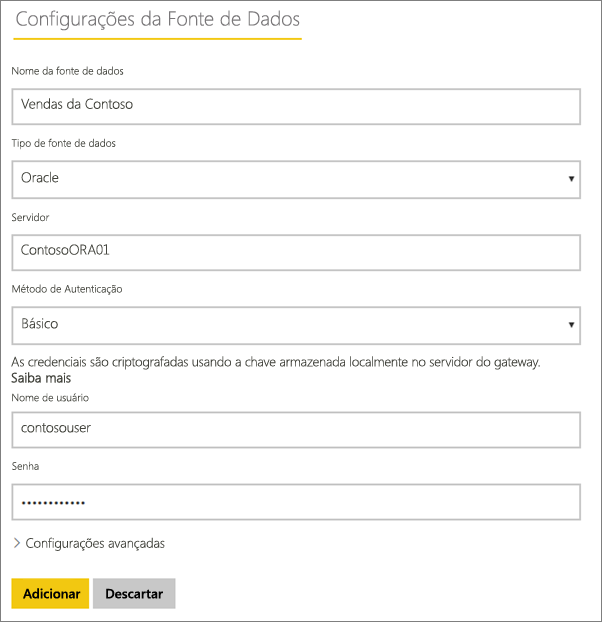 Configurações da Fonte de Dados
Nome da fonte de dados
Vendas da Contoso
Tipo de fonte de dados
Oracle
Servidor
ContosoORA01
Método de Autenticação
Básico
As credenciais são criptografadas usando a chave armazenada localmente no servidor do gateway.
Saiba mais
Nome de usuário
contosouser
Senha
••••••••••••
Configurações avançadas
Adicionar Descartar